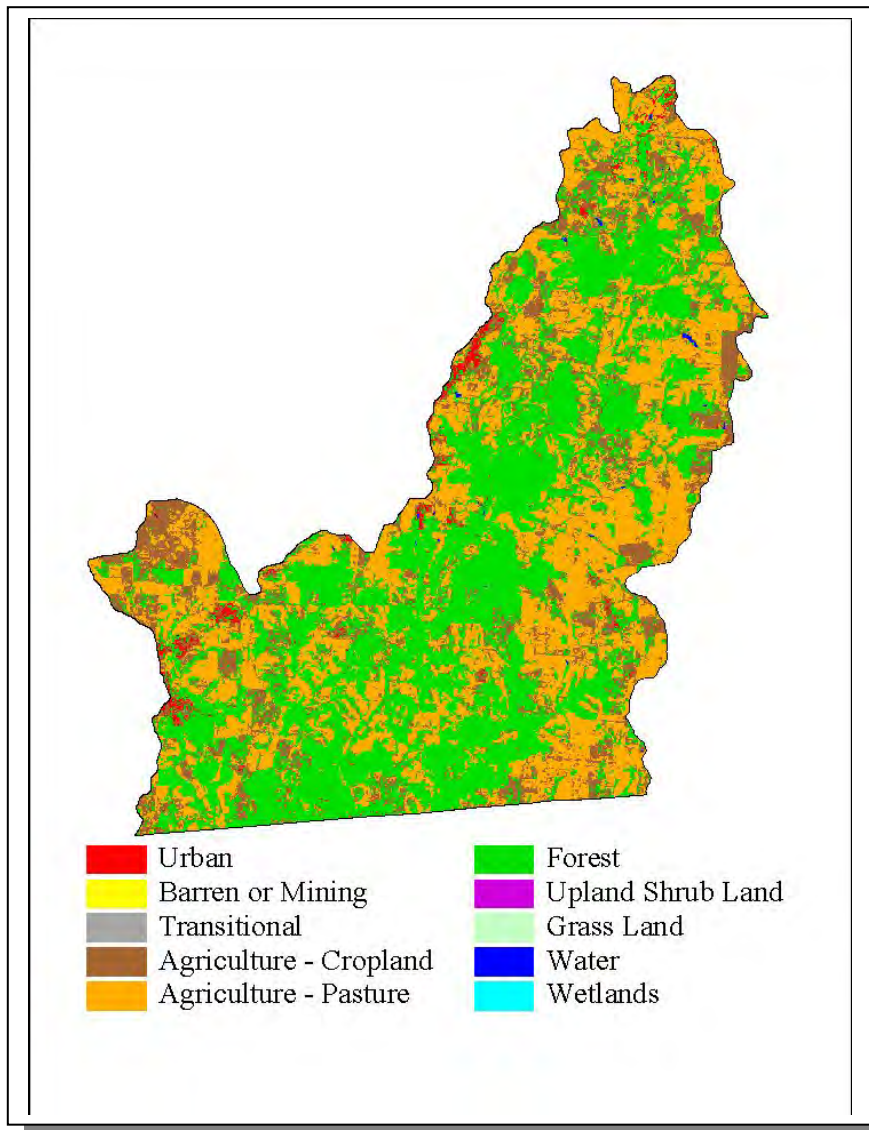 Urban
Barren or Mining
Transitional
Agriculture - Cropland
Agriculture - Pasture
Forest
Upland Shrub Land
Grass Land
Water
Wetlands